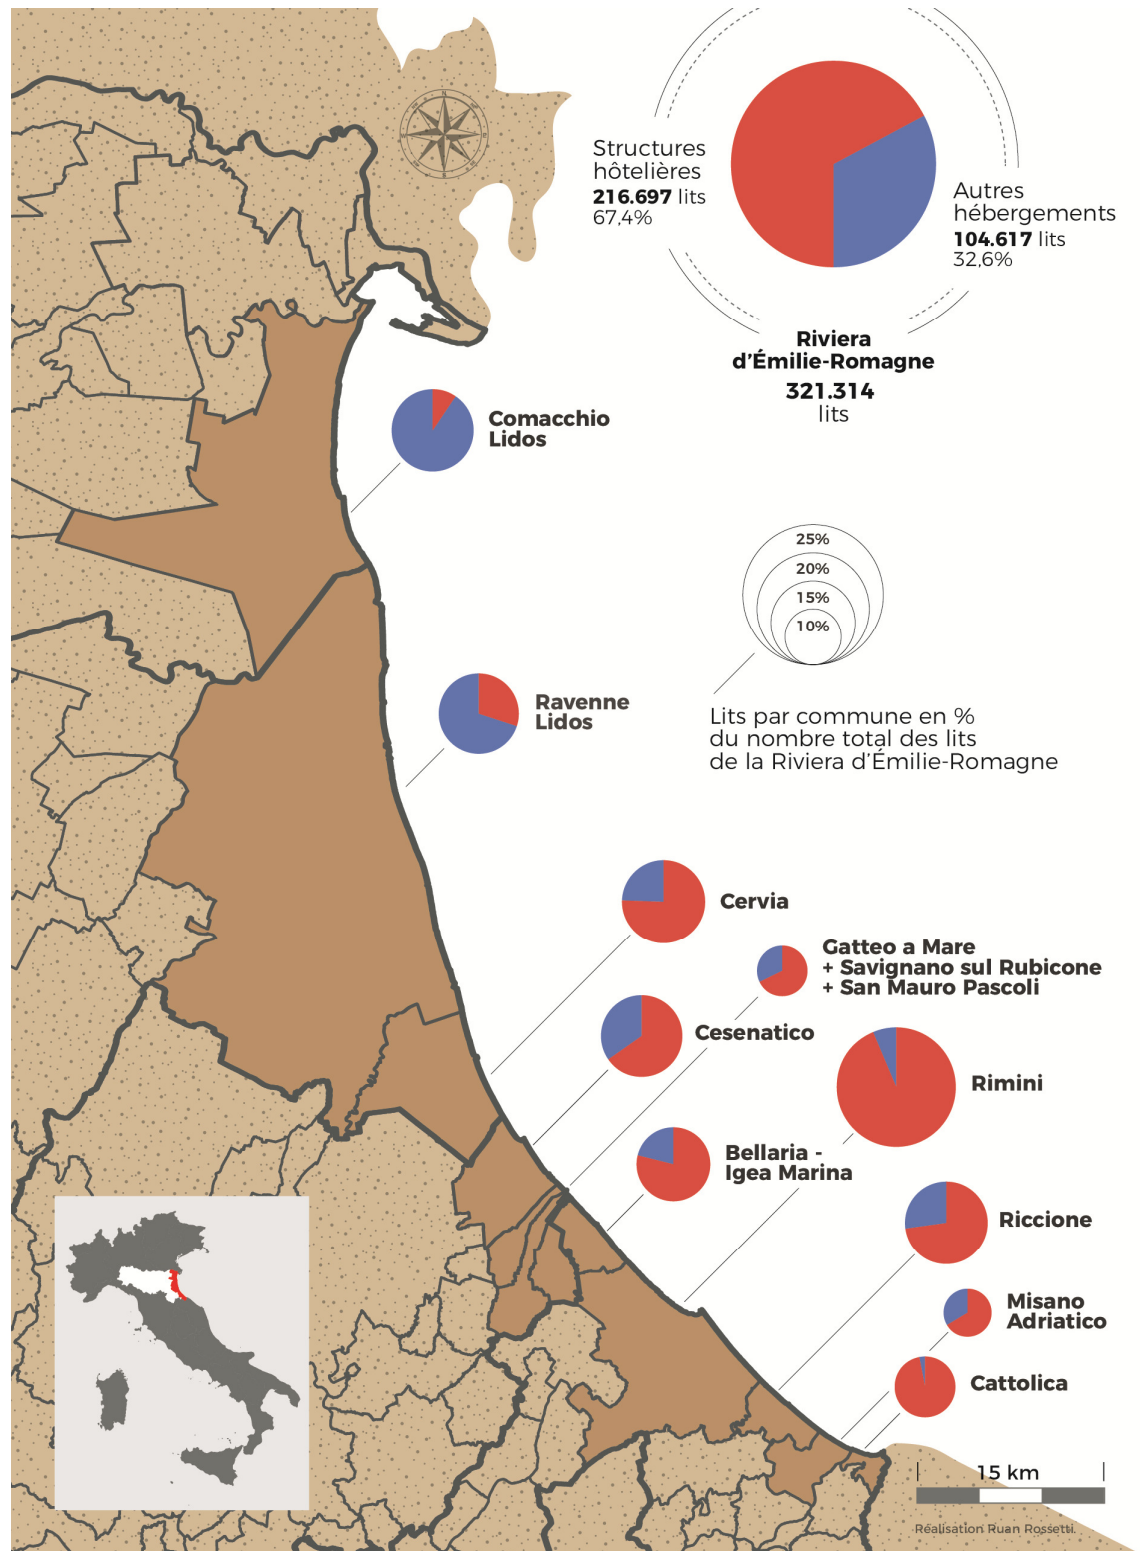 Structures
hôtelières
216.697 lits
67,4%
Autres
hébergements
104.617 lits
32,6%
Riviera
d'Émilie-Romagne
321.314
lits
Comacchio
Lidos
25%
20%
15%
10%
Ravenne
Lidos
Lits par commune en %
du nombre total des lits
de la Riviera d'Émilie-Romagne
Cervia
Gatteo a Mare
+ Savignano sul Rubicone
+ San Mauro Pascoli
Cesenatico
Rimini
Bellaria -
Igea Marina
Riccione
Misano
Adriatico
Cattolica
15 km
Réalisation Ruan Rossetti.